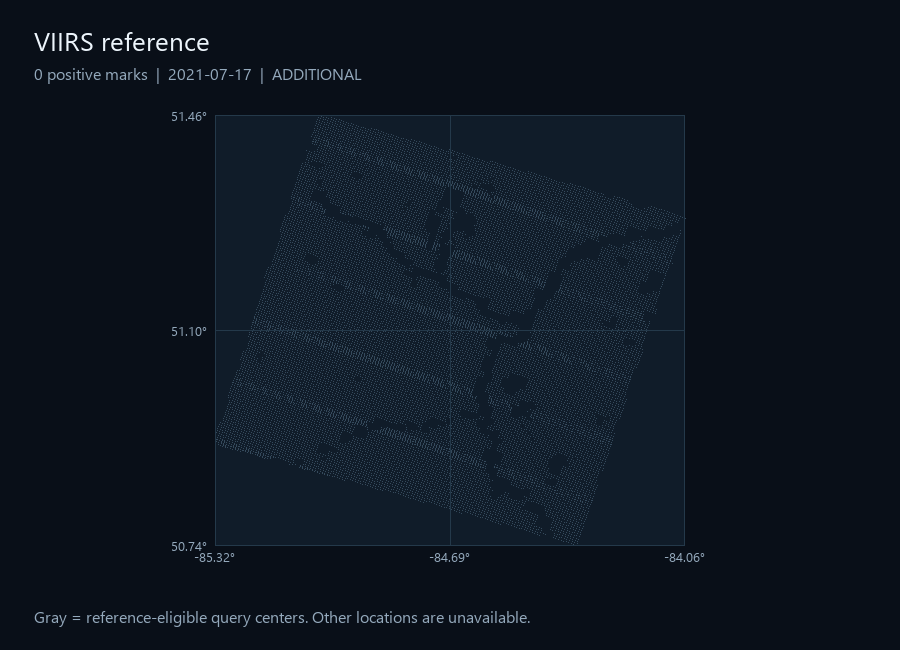 VIIRS reference
0 positive marks | 2021-07-17 | ADDITIONAL
51.46°
51.10°
50.74°
-85.32° -84.69° -84.06°
Gray = reference-eligible query centers. Other locations are unavailable.